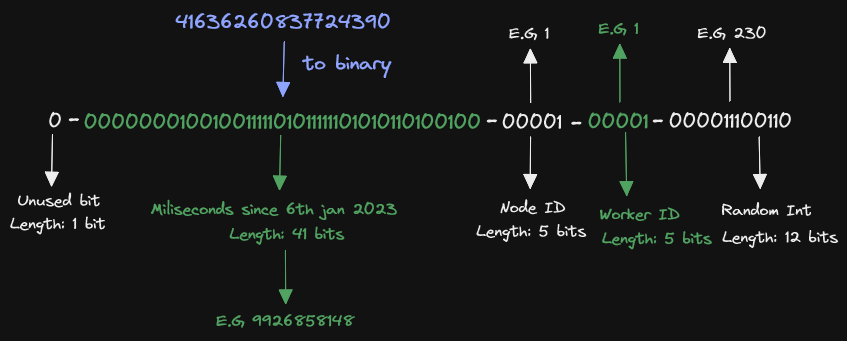 41636260837724390
to binary
E.G, 1
E.G, 1
E.G, 230
0 - 00000001001001111101011111101010110100100 - 00001 - 00001 - 000011100110
Unused bit
Length: 1 bit
Miliseconds since 6th jan 2023
Length: 41 bits
Node ID
Length: 5 bits
Worker ID
Length: 5 bits
Random Int
Length: 12 bits
E.G, 9926858148